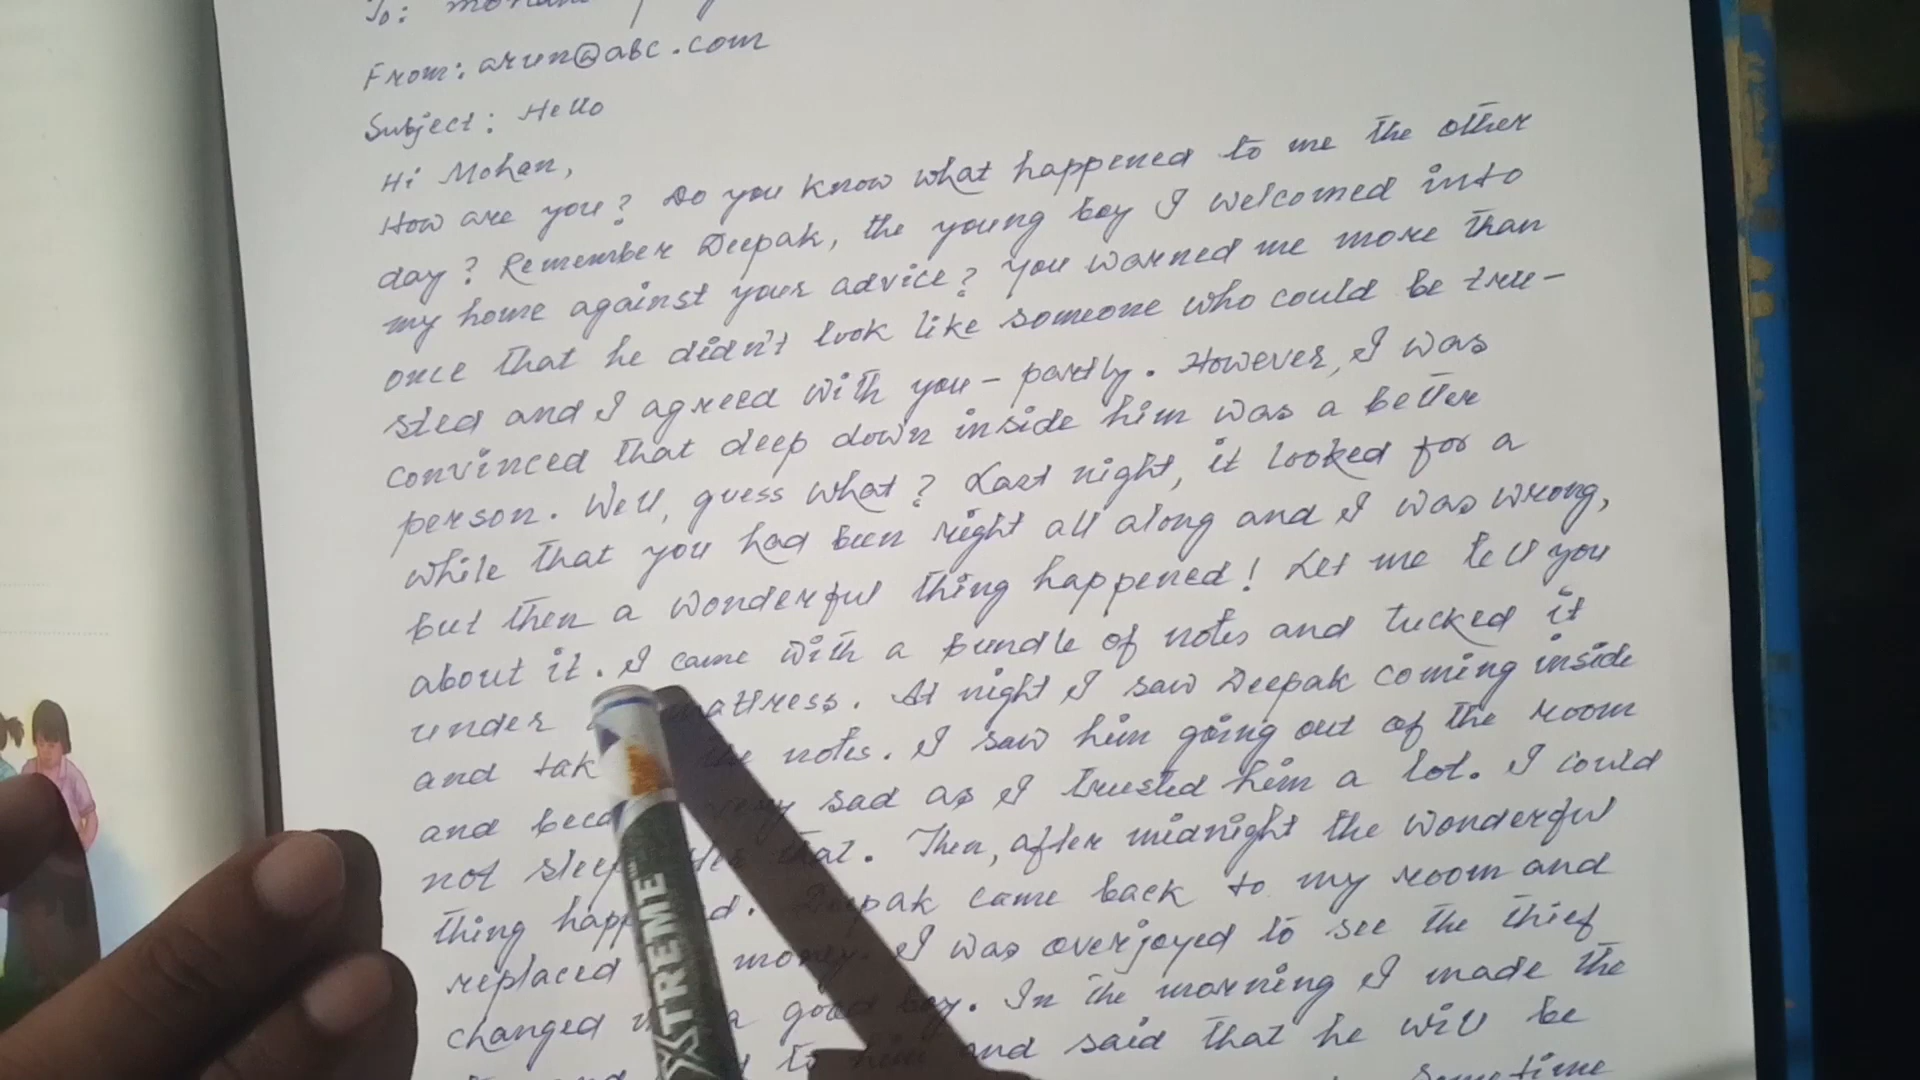 To:
From: arun@abc.com
Subject: Hello
Hi Mohan,
How are you? Do you know what happened to me the other
day? Remember Deepak, the young boy I welcomed into
my home against your advice? You warned me more than
once that he didn't look like someone who could be tru-
sted and I agreed with you - partly. However, I was
convinced that deep down inside him was a better
person. Well, guess what? Last night, it looked for a
while that you had been right all along and I was wrong,
but then a wonderful thing happened! Let me tell you
about it. I came with a bundle of notes and tucked it
under mattress. At night I saw Deepak coming inside
and the notes. I saw him going out of the room
and very sad as I trusted him a lot. I could
not sleep that. Then, after midnight the wonderful
thing Deepak came back to my room and
replaced money. I was overjoyed to see the thief
changed a good boy. In the morning I made the
to him and said that he will be
Sometime
XTREME